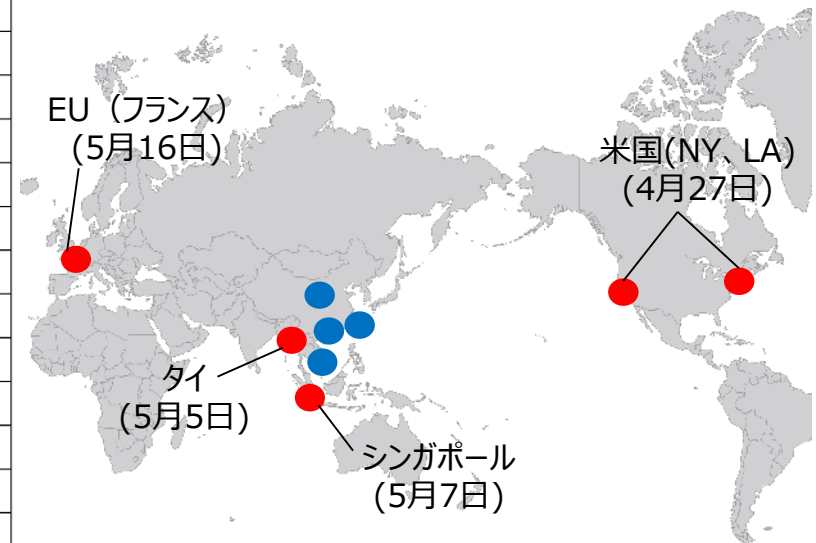 EU（フランス）
(5月16日)
米国(NY、LA)
(4月27日)
タイ
(5月5日)
シンガポール
(5月7日)